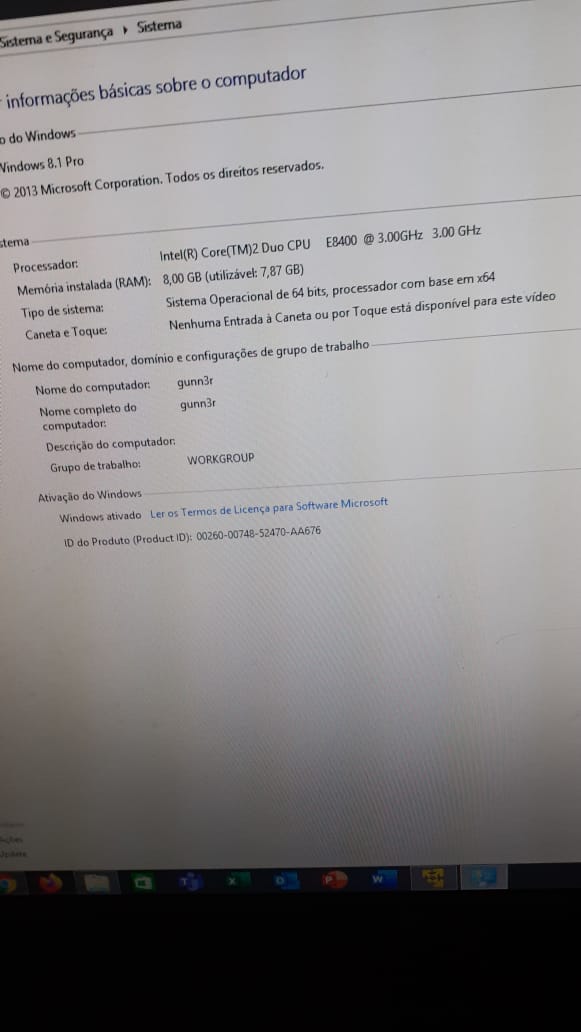 Sistema e Segurança Sistema
informações básicas sobre o computador
o do Windows
Windows 8.1 Pro
© 2013 Microsoft Corporation. Todos os direitos reservados.
stema
Processador: Intel(R) Core(TM)2 Duo CPU E8400 @ 3.00GHz 3.00 GHz
Memória instalada (RAM): 8,00 GB (utilizável: 7,87 GB)
Tipo de sistema: Sistema Operacional de 64 bits, processador com base em x64
Caneta e Toque: Nenhuma Entrada à Caneta ou por Toque está disponível para este vídeo
Nome do computador, domínio e configurações de grupo de trabalho
Nome do computador: gunn3r
Nome completo do computador: gunn3r
Descrição do computador:
Grupo de trabalho: WORKGROUP
Ativação do Windows
Windows ativado Ler os Termos de Licença para Software Microsoft
ID do Produto (Product ID): 00260-00748-52470-AA676
Ações
Update